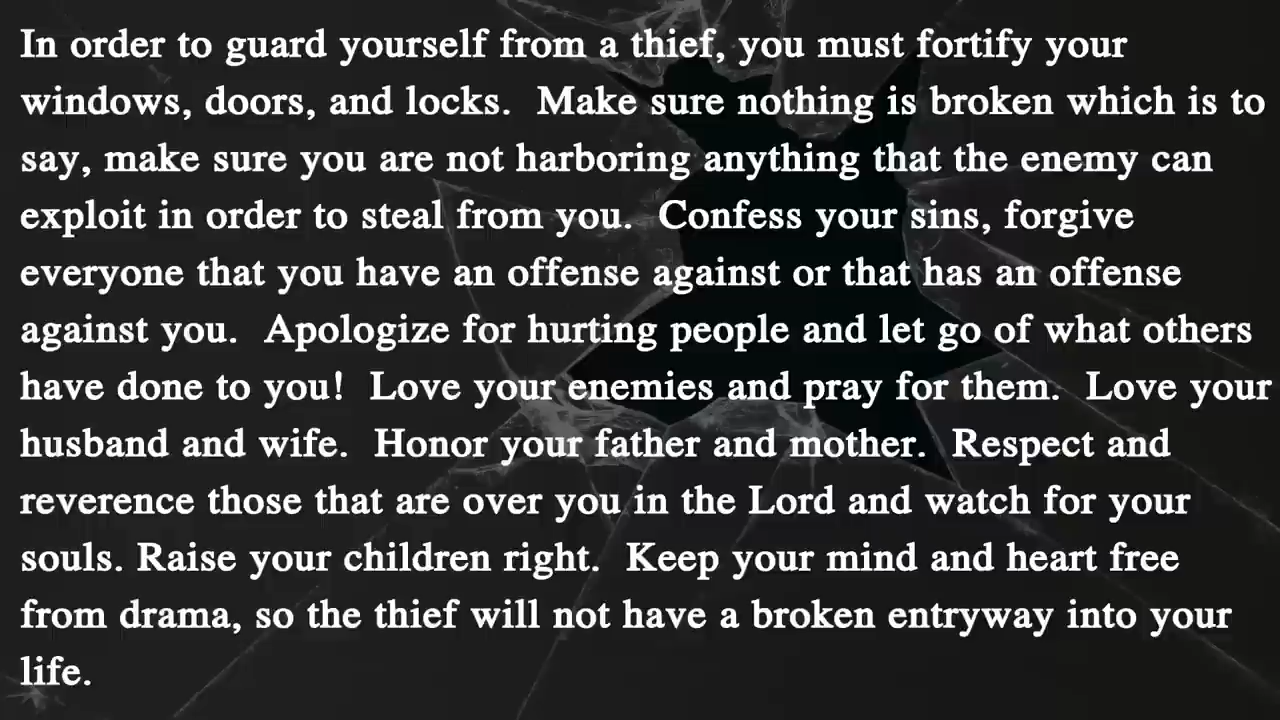 In order to guard yourself from a thief, you must fortify your
windows, doors, and locks.  Make sure nothing is broken which is to
say, make sure you are not harboring anything that the enemy can
exploit in order to steal from you.  Confess your sins, forgive
everyone that you have an offense against or that has an offense
against you.  Apologize for hurting people and let go of what others
have done to you!  Love your enemies and pray for them.  Love your
husband and wife.  Honor your father and mother.  Respect and
reverence those that are over you in the Lord and watch for your
souls. Raise your children right.  Keep your mind and heart free
from drama, so the thief will not have a broken entryway into your
life.